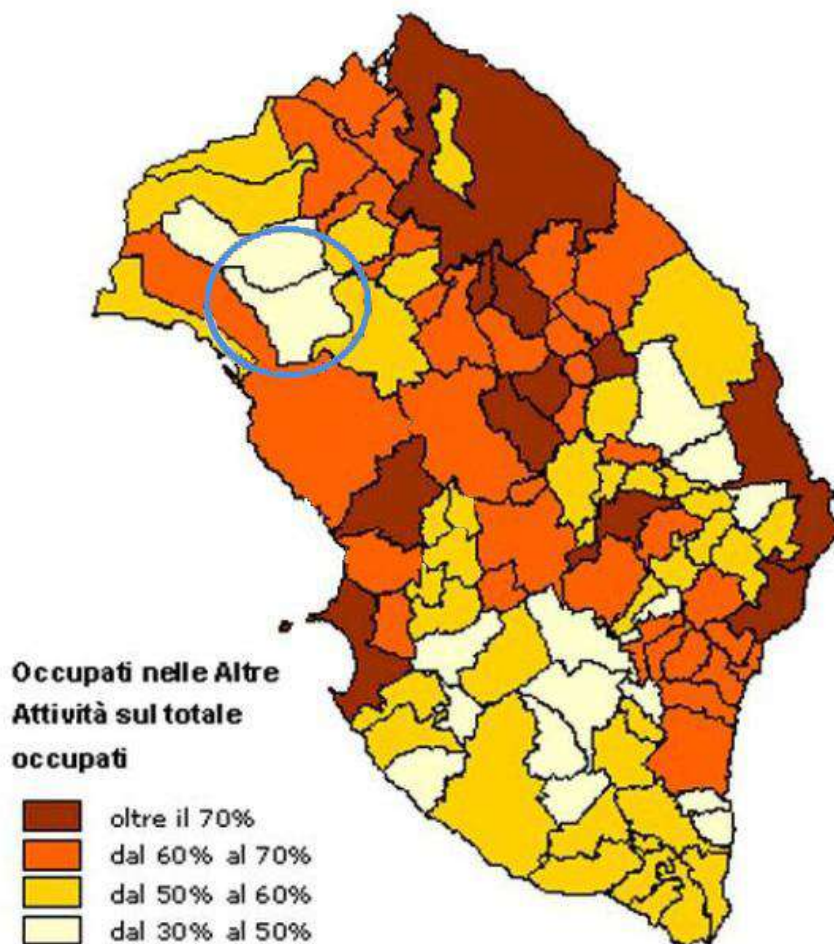 Occupati nelle Altre
Attività sul totale
occupati
oltre il 70%
dal 60% al 70%
dal 50% al 60%
dal 30% al 50%